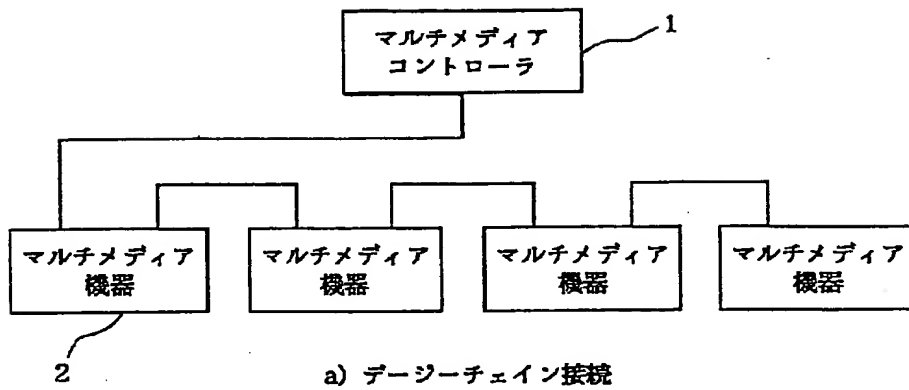 マルチメディア
コントローラ
1
マルチメディア
機器
マルチメディア
機器
マルチメディア
機器
マルチメディア
機器
2
a) デージーチェイン接続